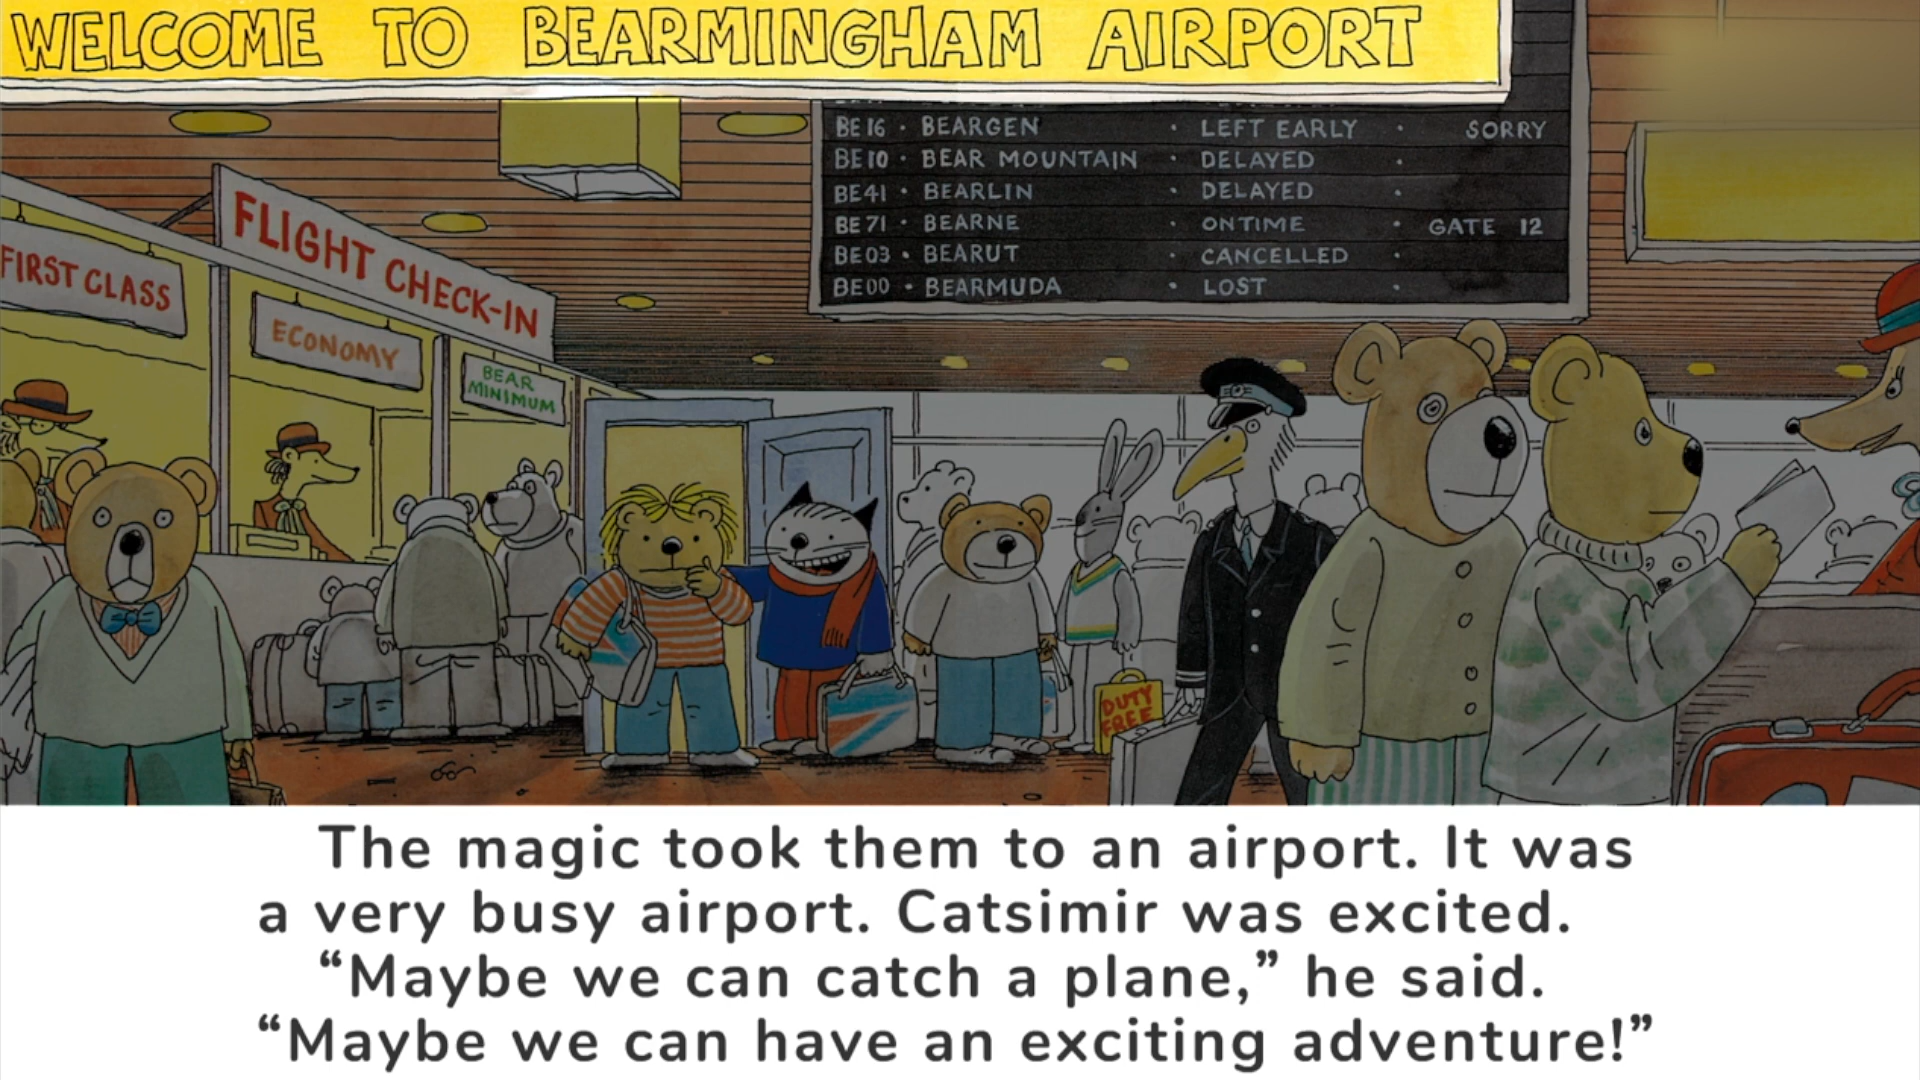 WELCOME TO BEARMINGHAM AIRPORT
BE16 · BEARGEN · LEFT EARLY · SORRY
BE10 · BEAR MOUNTAIN · DELAYED ·
BE41 · BEARLIN · DELAYED ·
BE71 · BEARNE · ON TIME · GATE 12
BE03 · BEARUT · CANCELLED ·
BE00 · BEARMUDA · LOST ·
FLIGHT CHECK-IN
FIRST CLASS
ECONOMY
BEAR
MINIMUM
DUTY
FREE
The magic took them to an airport. It was
a very busy airport. Catsimir was excited.
“Maybe we can catch a plane,” he said.
“Maybe we can have an exciting adventure!”